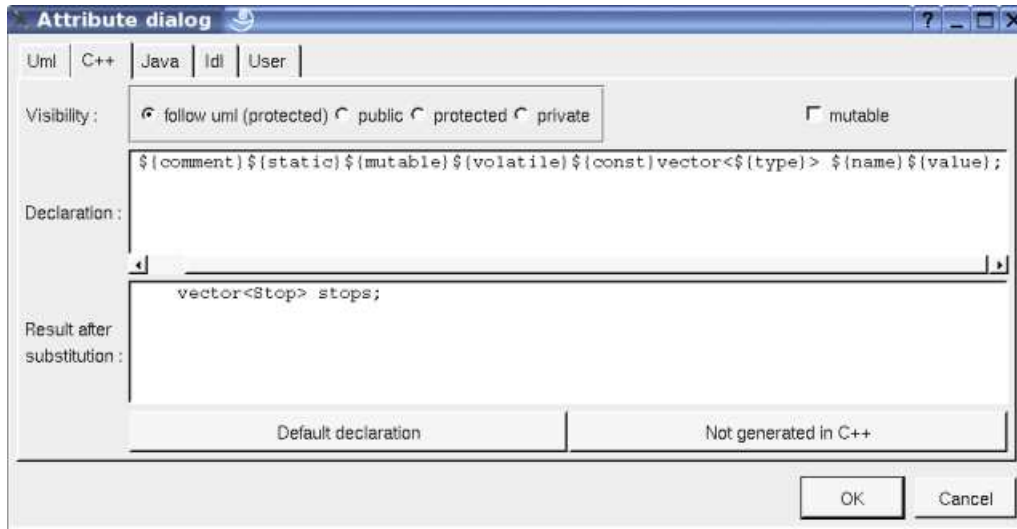 Attribute dialog
Uml C++ Java Idl User
Visibility : follow uml (protected) public protected private mutable
Declaration :
${comment}${static}${mutable}${volatile}${const}vector<${type}> ${name}${value};
Result after
substitution :
vector<Stop> stops;
Default declaration Not generated in C++
OK Cancel